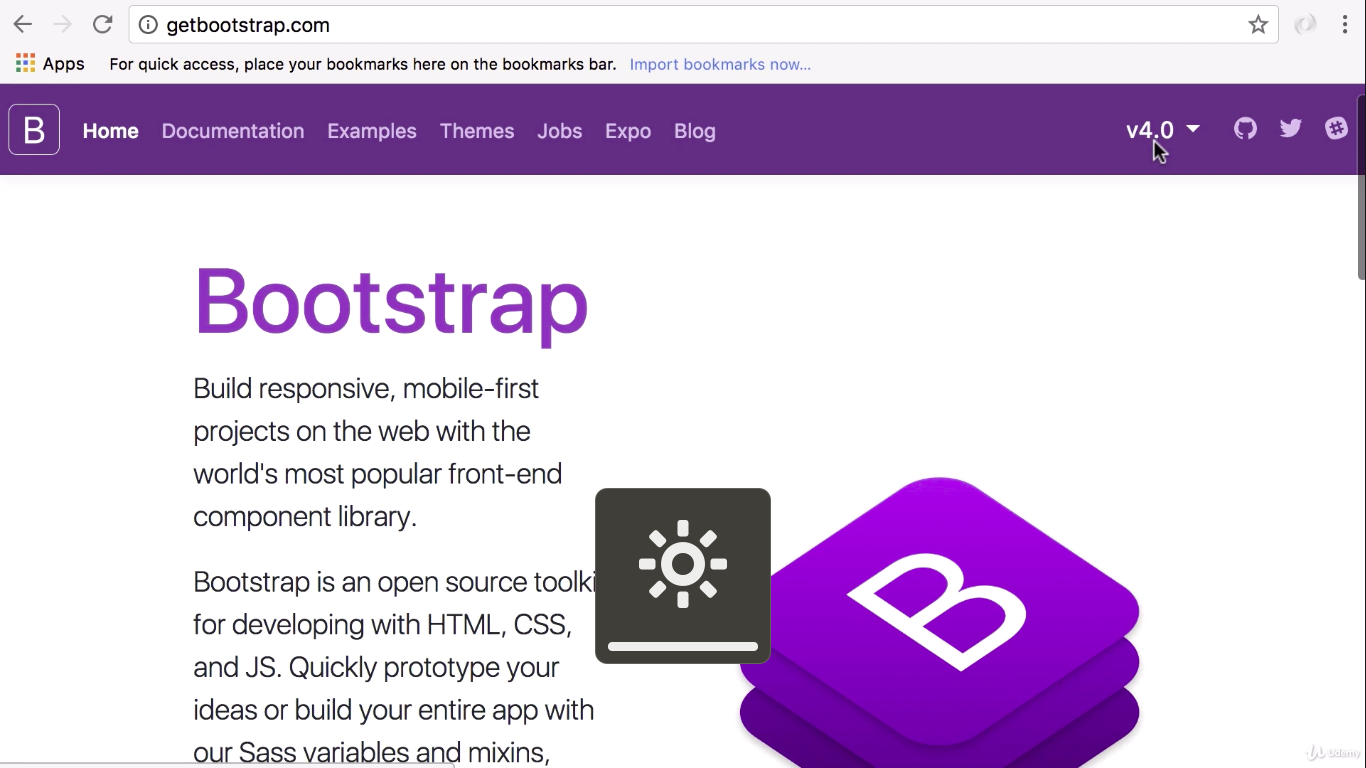 getbootstrap.com
Apps For quick access, place your bookmarks here on the bookmarks bar. Import bookmarks now...
B Home Documentation Examples Themes Jobs Expo Blog v4.0
Bootstrap
Build responsive, mobile-first
projects on the web with the
world's most popular front-end
component library.
Bootstrap is an open source toolki
for developing with HTML, CSS,
and JS. Quickly prototype your
ideas or build your entire app with
our Sass variables and mixins,
B
Udemy